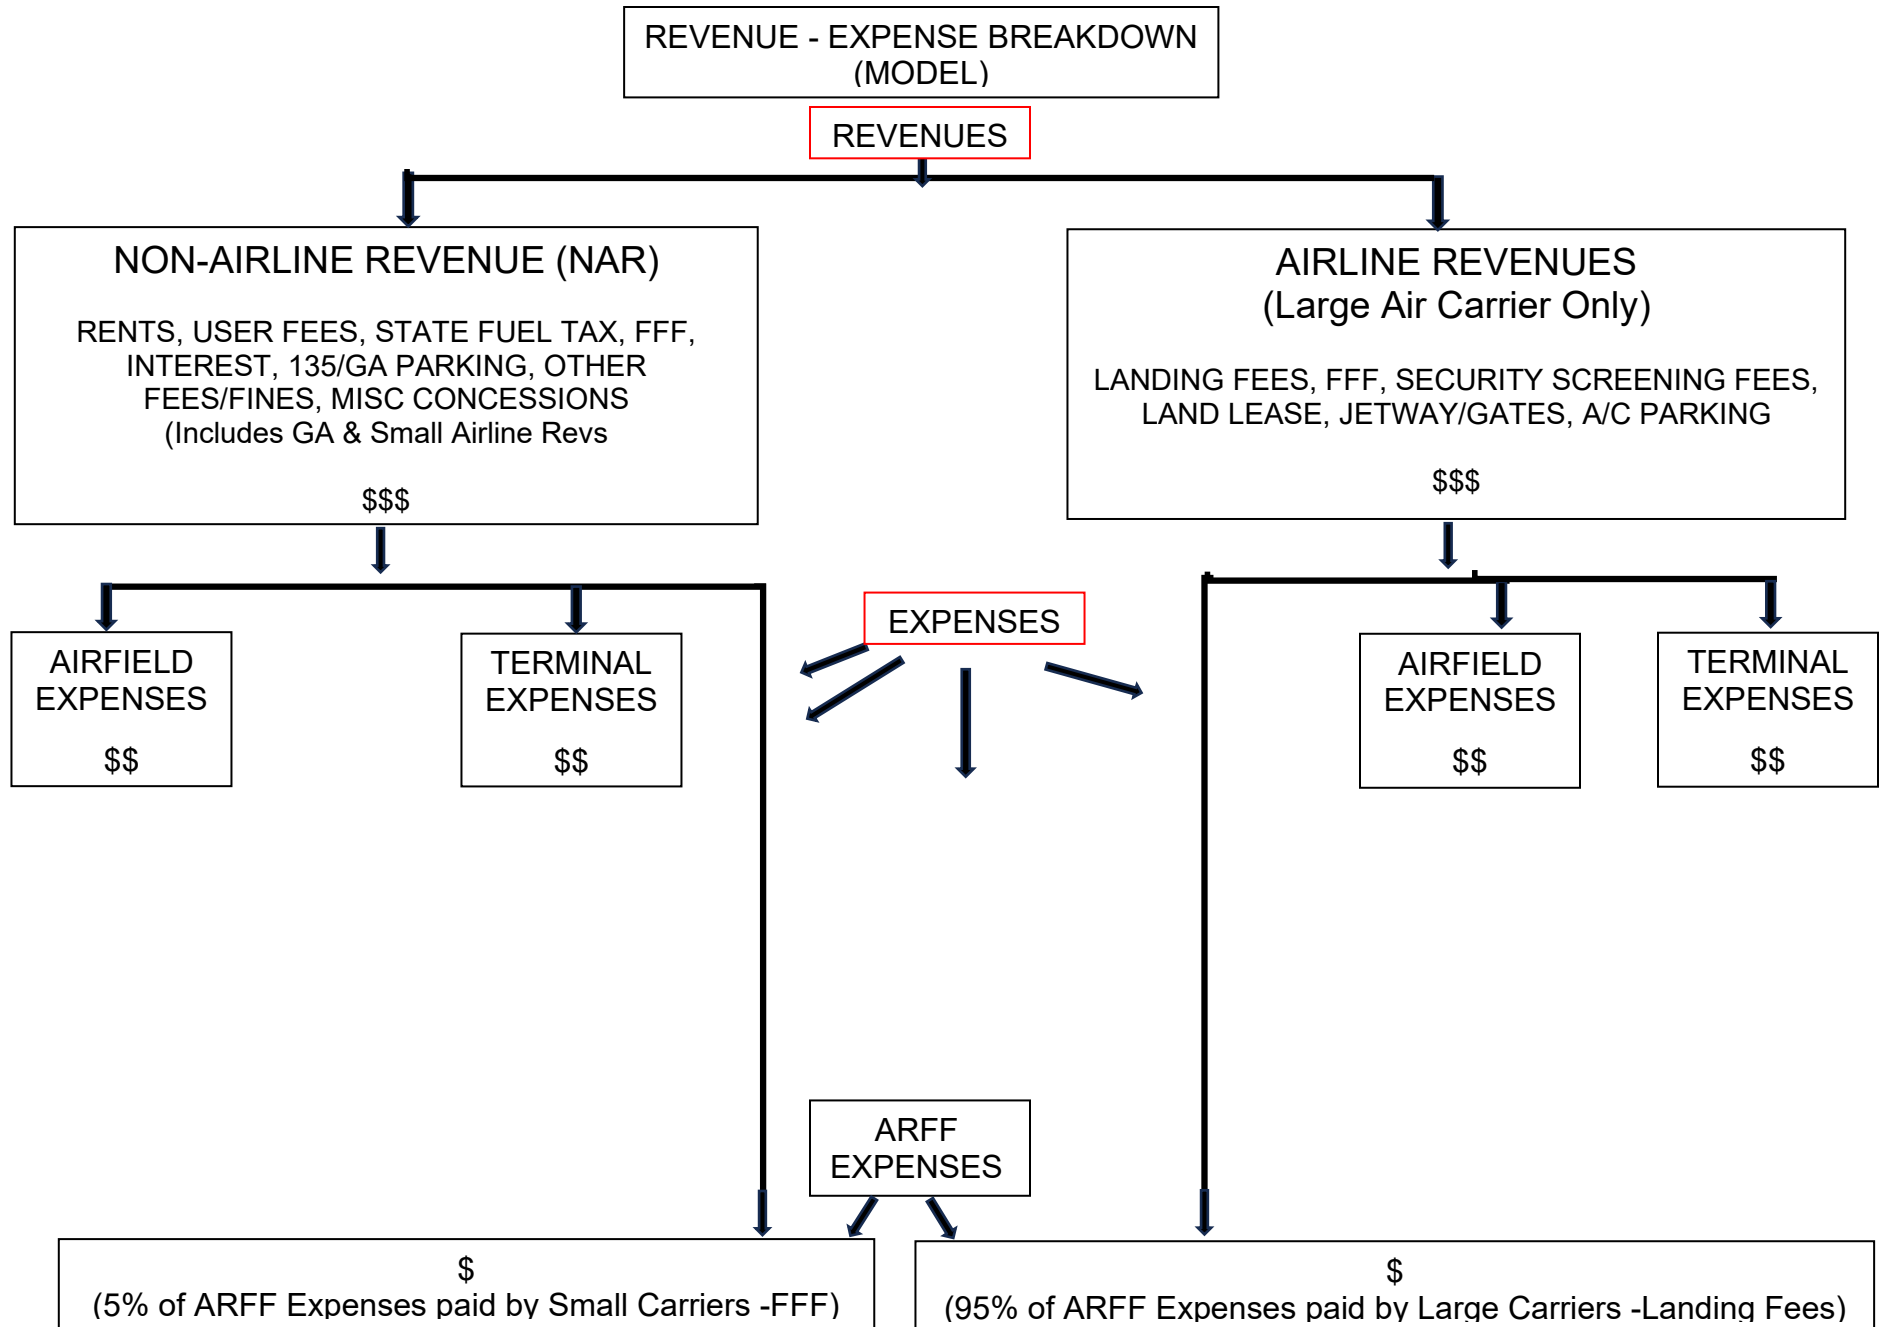 REVENUE - EXPENSE BREAKDOWN
(MODEL)
REVENUES
NON-AIRLINE REVENUE (NAR)
RENTS, USER FEES, STATE FUEL TAX, FFF,
INTEREST, 135/GA PARKING, OTHER
FEES/FINES, MISC CONCESSIONS
(Includes GA & Small Airline Revs
$$$
AIRLINE REVENUES
(Large Air Carrier Only)
LANDING FEES, FFF, SECURITY SCREENING FEES,
LAND LEASE, JETWAY/GATES, A/C PARKING
$$$
EXPENSES
AIRFIELD
EXPENSES
$$
TERMINAL
EXPENSES
$$
AIRFIELD
EXPENSES
$$
TERMINAL
EXPENSES
$$
ARFF
EXPENSES
$
(5% of ARFF Expenses paid by Small Carriers -FFF)
$
(95% of ARFF Expenses paid by Large Carriers -Landing Fees)